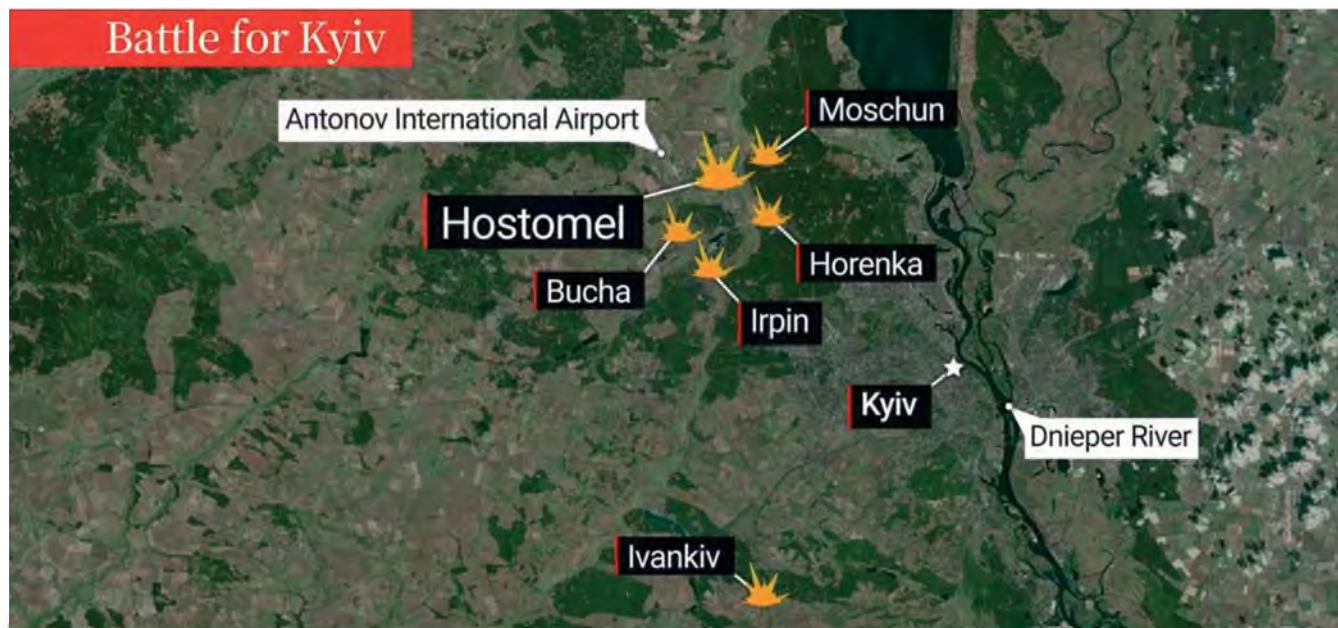 Battle for Kyiv
Antonov International Airport
Moschun
Hostomel
Horenka
Bucha
Irpin
Kyiv
Dnieper River
Ivankiv